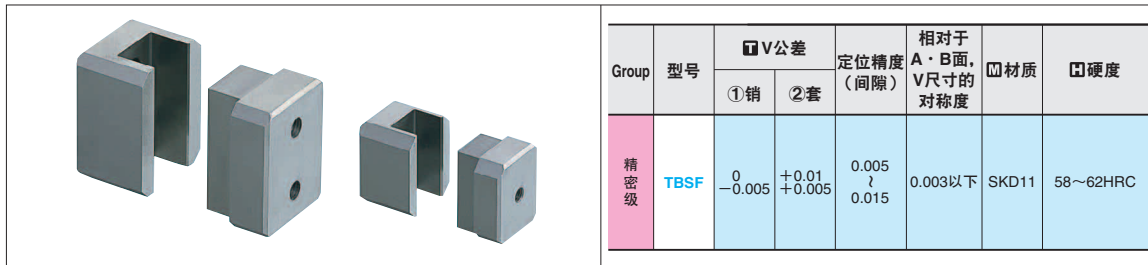 Group
型号
🆃V公差
①销
②套
定位精度
（间隙）
相对于
A・B面，
V尺寸的
对称度
🅼材质
🅷硬度
精密级
TBSF
0
−0.005
+0.01
+0.005
0.005
～
0.015
0.003以下
SKD11
58～62HRC